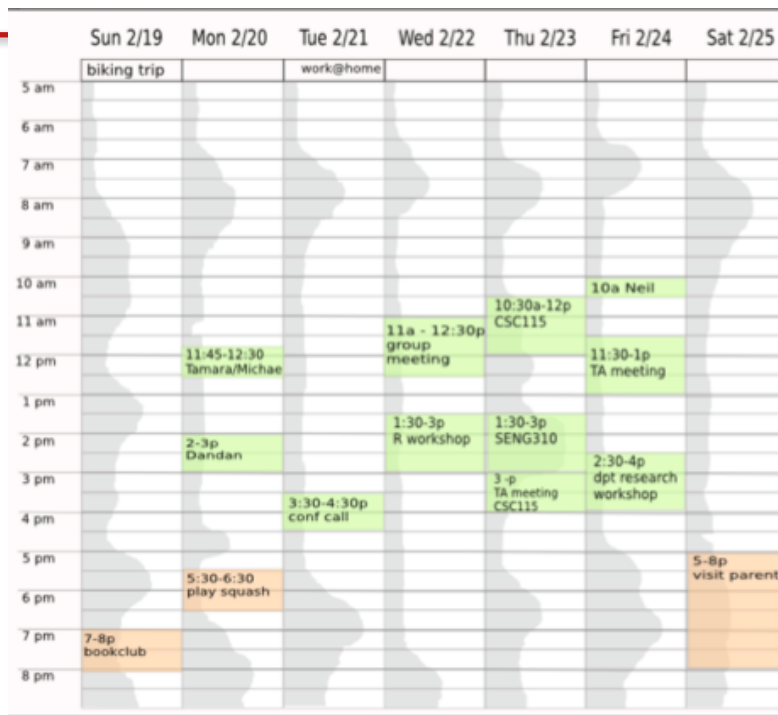 Sun 2/19 Mon 2/20 Tue 2/21 Wed 2/22 Thu 2/23 Fri 2/24 Sat 2/25
biking trip work@home
5 am
6 am
7 am
8 am
9 am
10 am
10a Neil
10:30a-12p
CSC115
11 am
11a - 12:30p
group
meeting
11:45-12:30
Tamara/Michae
11:30-1p
TA meeting
12 pm
1 pm
1:30-3p
R workshop
1:30-3p
SENG310
2 pm
2-3p
Dandan
2:30-4p
dpt research
workshop
3 pm
3 -p
TA meeting
CSC115
3:30-4:30p
conf call
4 pm
5 pm
5-8p
visit parent
5:30-6:30
play squash
6 pm
7 pm
7-8p
bookclub
8 pm